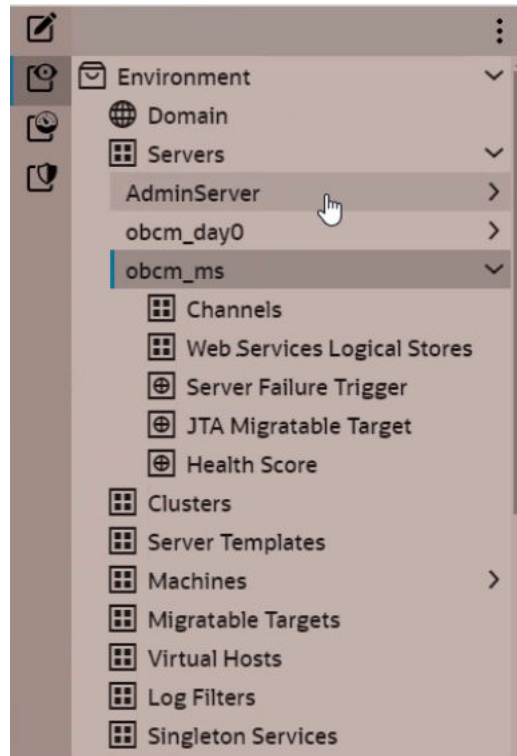 Environment
Domain
Servers
AdminServer
obcm_day0
obcm_ms
Channels
Web Services Logical Stores
Server Failure Trigger
JTA Migratable Target
Health Score
Clusters
Server Templates
Machines
Migratable Targets
Virtual Hosts
Log Filters
Singleton Services